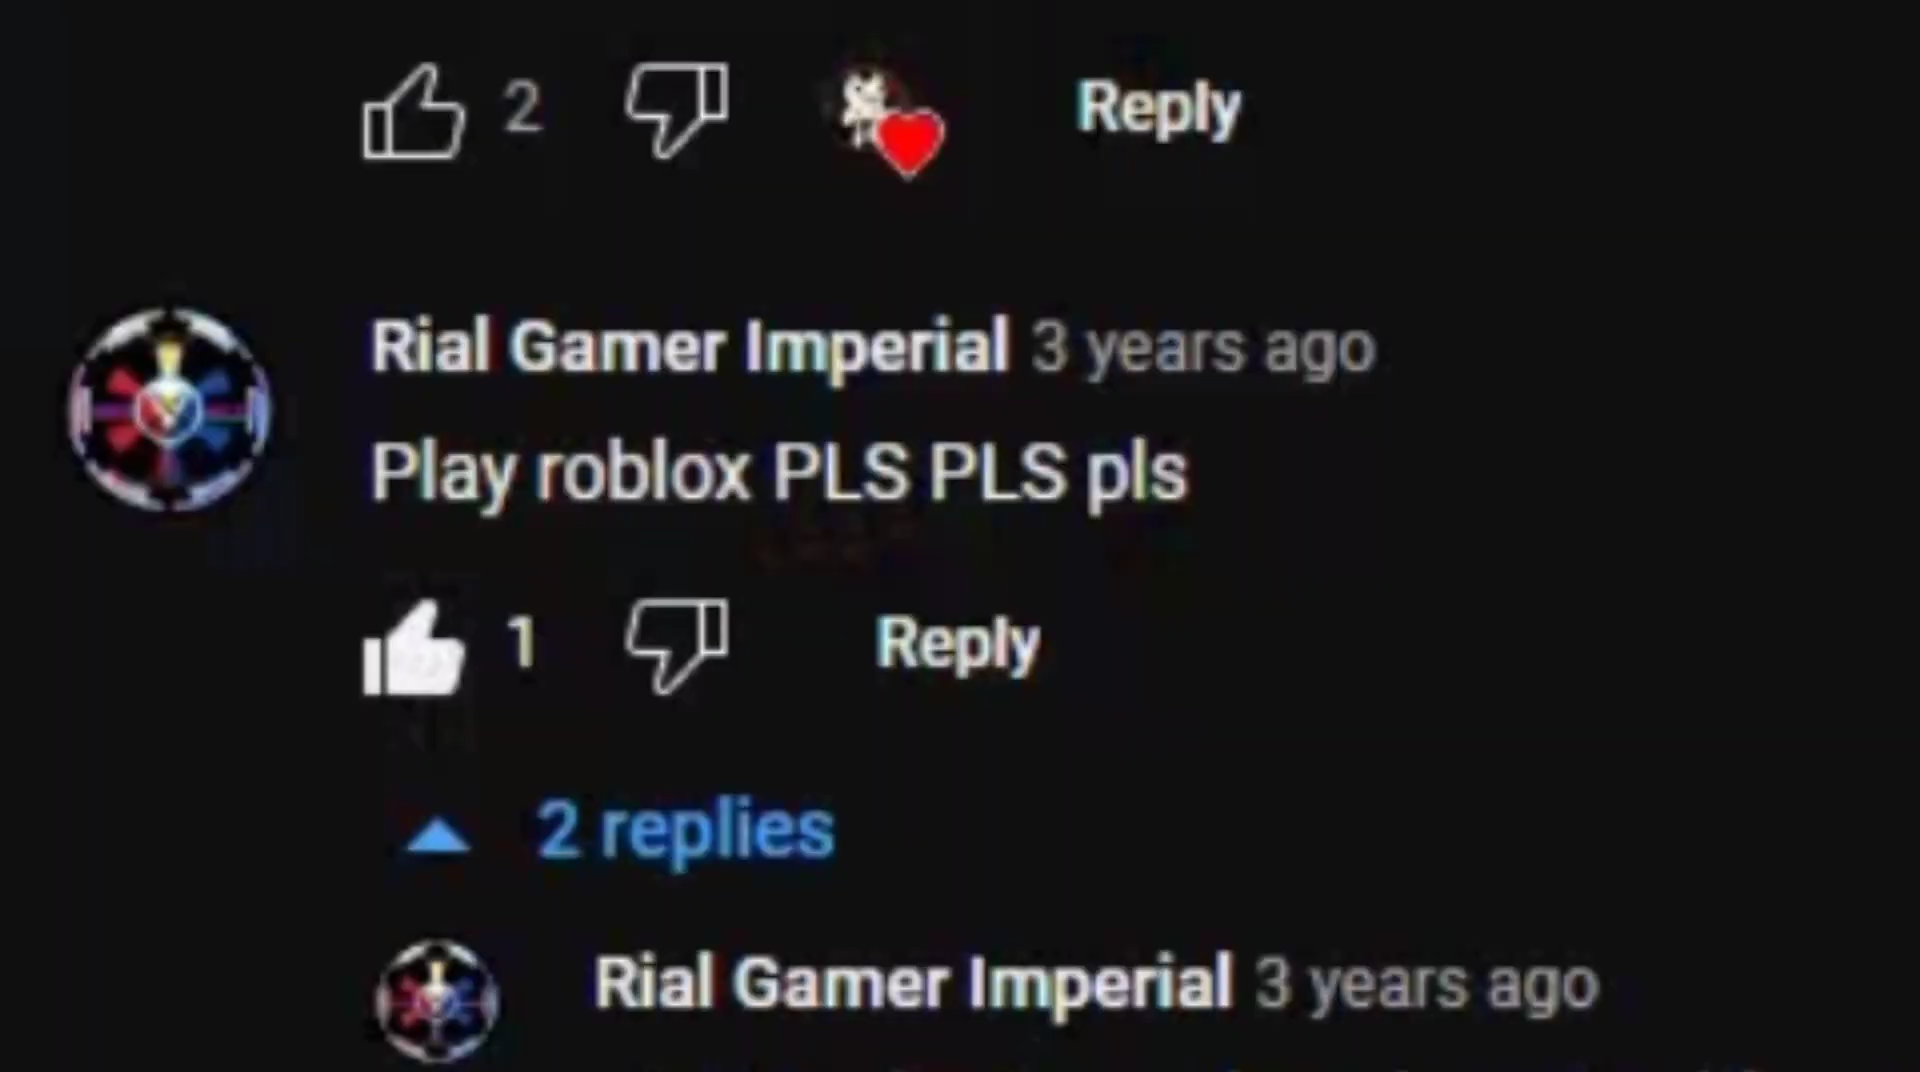 2 Reply
Rial Gamer Imperial 3 years ago
Play roblox PLS PLS pls
1 Reply
2 replies
Rial Gamer Imperial 3 years ago